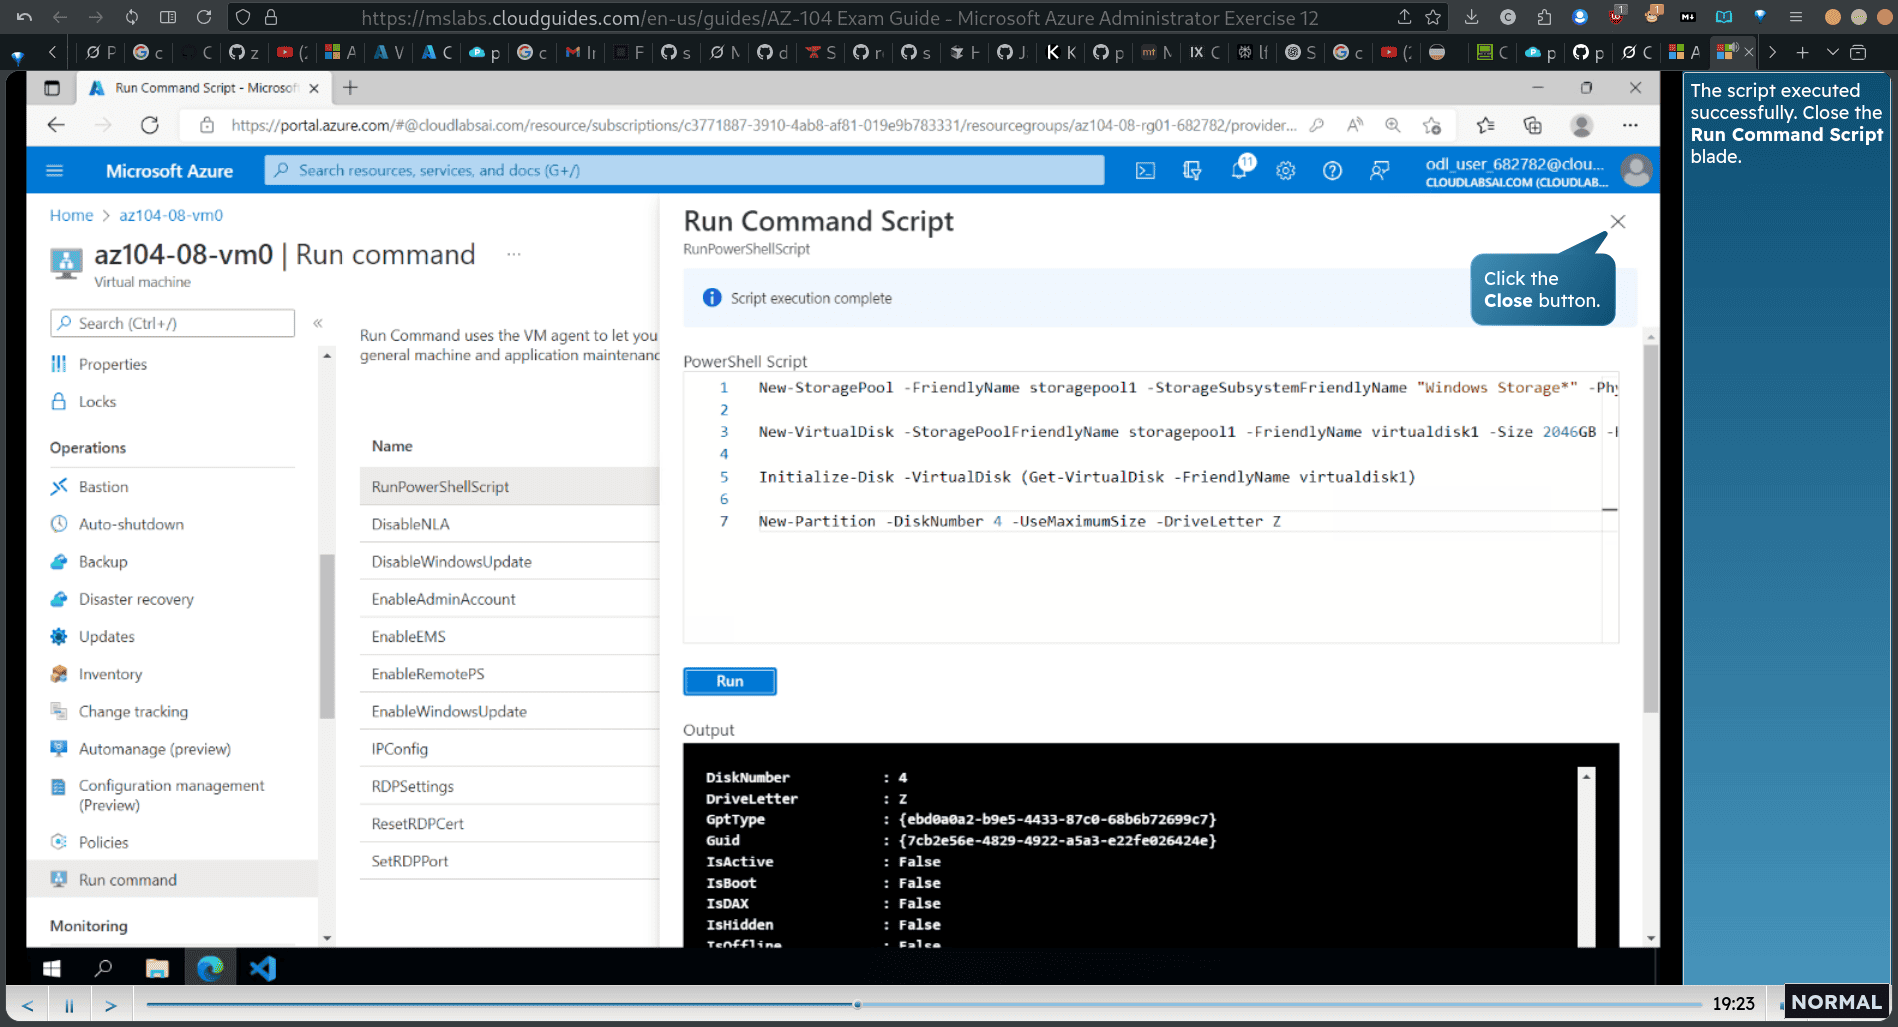 https://mslabs.cloudguides.com/en-us/guides/AZ-104 Exam Guide - Microsoft Azure Administrator Exercise 12
Run Command Script - Microsof
https://portal.azure.com/#@cloudlabsai.com/resource/subscriptions/c3771887-3910-4ab8-af81-019e9b783331/resourcegroups/az104-08-rg01-682782/provider...
Microsoft Azure
Search resources, services, and docs (G+/)
11
odl_user_682782@clou...
CLOUDLABSAI.COM (CLOUDLAB...
Home > az104-08-vm0
az104-08-vm0 | Run command ...
Virtual machine
Search (Ctrl+/)
«
Properties
Locks
Operations
Bastion
Auto-shutdown
Backup
Disaster recovery
Updates
Inventory
Change tracking
Automanage (preview)
Configuration management
(Preview)
Policies
Run command
Monitoring
Run Command uses the VM agent to let you
general machine and application maintenanc
Name
RunPowerShellScript
DisableNLA
DisableWindowsUpdate
EnableAdminAccount
EnableEMS
EnableRemotePS
EnableWindowsUpdate
IPConfig
RDPSettings
ResetRDPCert
SetRDPPort
Run Command Script
RunPowerShellScript
Script execution complete
Click the
Close button.
PowerShell Script
1 New-StoragePool -FriendlyName storagepool1 -StorageSubsystemFriendlyName "Windows Storage*" -Phy
2
3 New-VirtualDisk -StoragePoolFriendlyName storagepool1 -FriendlyName virtualdisk1 -Size 2046GB -
4
5 Initialize-Disk -VirtualDisk (Get-VirtualDisk -FriendlyName virtualdisk1)
6
7 New-Partition -DiskNumber 4 -UseMaximumSize -DriveLetter Z
Run
Output
DiskNumber : 4
DriveLetter : Z
GptType : {ebd0a0a2-b9e5-4433-87c0-68b6b72699c7}
Guid : {7cb2e56e-4829-4922-a5a3-e22fe026424e}
IsActive : False
IsBoot : False
IsDAX : False
IsHidden : False
IsOffline : False
The script executed
successfully. Close the
Run Command Script
blade.
19:23
NORMAL